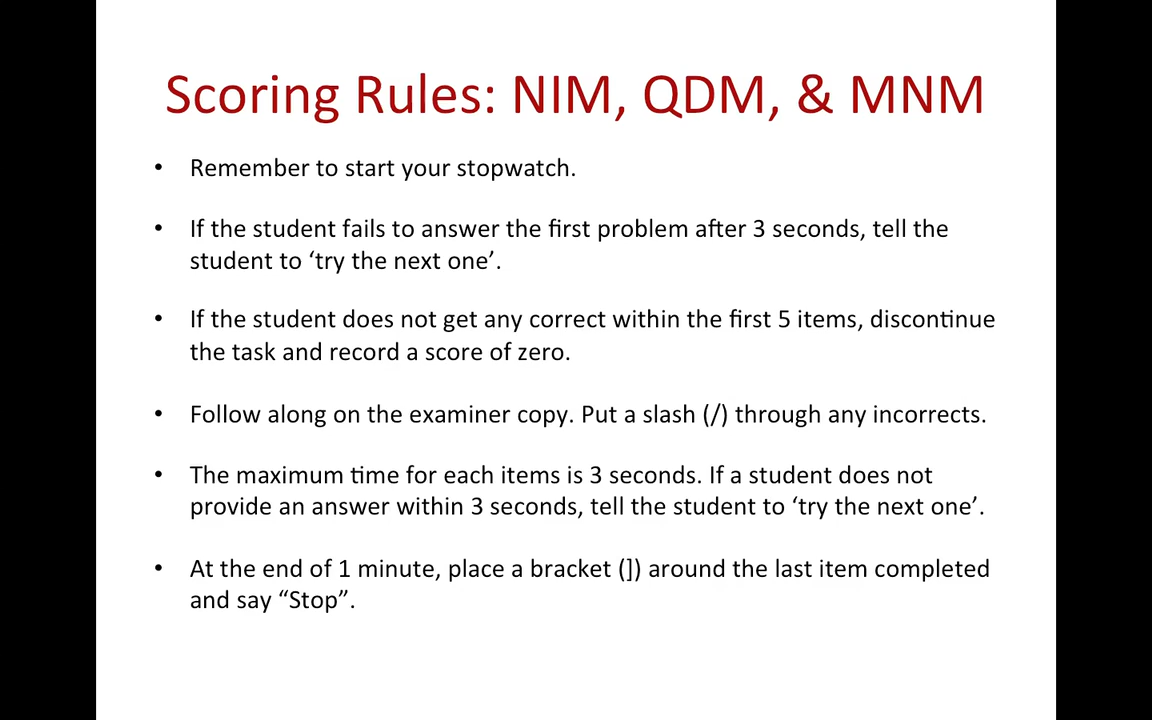 Scoring Rules: NIM, QDM, & MNM
• Remember to start your stopwatch.
• If the student fails to answer the first problem after 3 seconds, tell the
student to ‘try the next one’.
• If the student does not get any correct within the first 5 items, discontinue
the task and record a score of zero.
• Follow along on the examiner copy. Put a slash (/) through any incorrects.
• The maximum time for each items is 3 seconds. If a student does not
provide an answer within 3 seconds, tell the student to ‘try the next one’.
• At the end of 1 minute, place a bracket (]) around the last item completed
and say “Stop”.